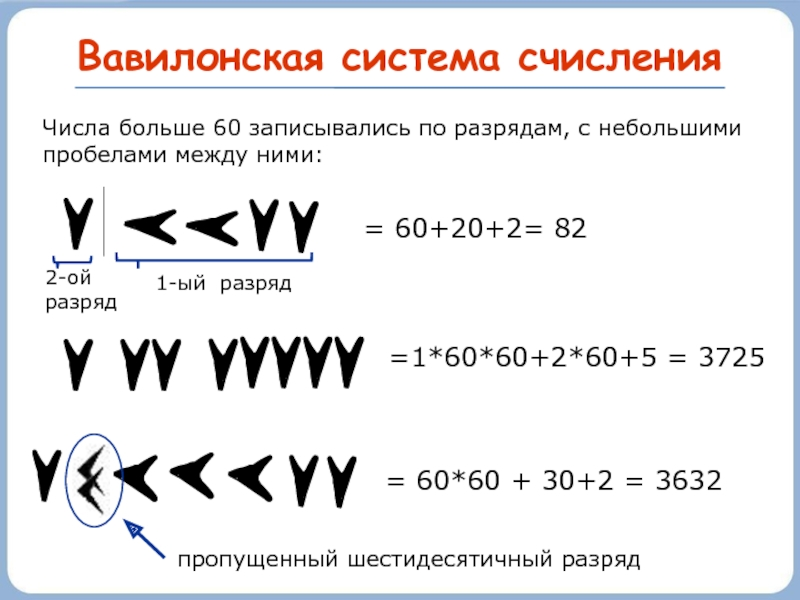 Вавилонская система счисления
Числа больше 60 записывались по разрядам, с небольшими
пробелами между ними:
= 60+20+2= 82
2-ой
разряд
1-ый разряд
=1*60*60+2*60+5 = 3725
= 60*60 + 30+2 = 3632
пропущенный шестидесятичный разряд